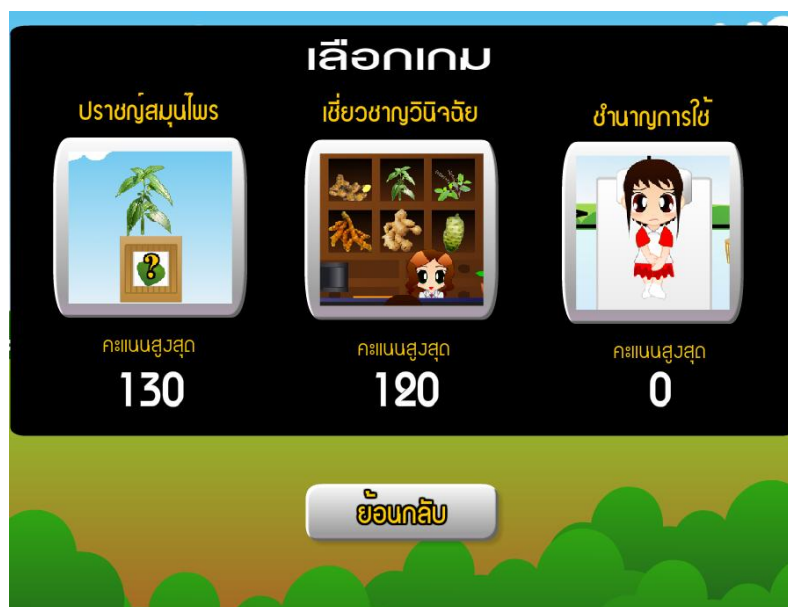 เลือกเกม
ปราชญ์สมุนไพร
เชี่ยวชาญวินิจฉัย
ชำนาญการใช้
?
คะแนนสูงสุด
คะแนนสูงสุด
คะแนนสูงสุด
130
120
0
ย้อนกลับ